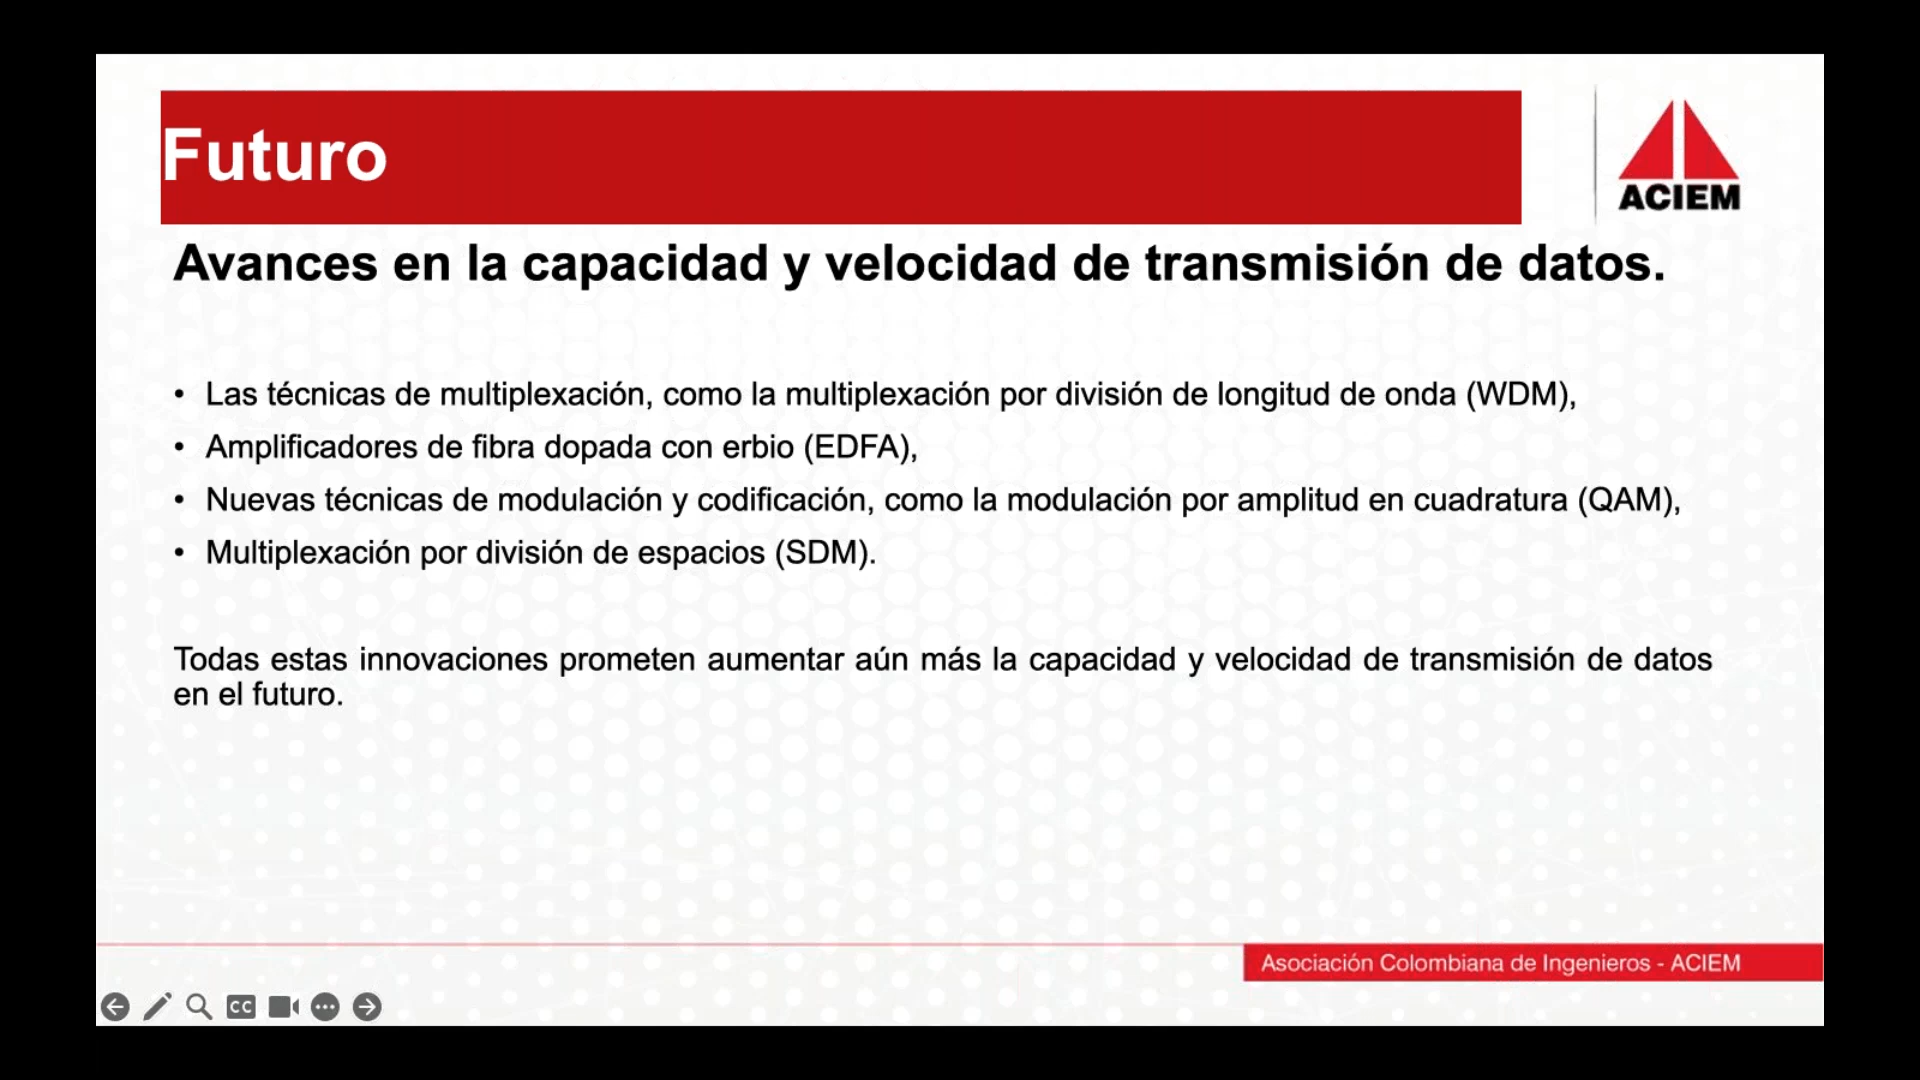 Futuro
ACIEM
Avances en la capacidad y velocidad de transmisión de datos.
• Las técnicas de multiplexación, como la multiplexación por división de longitud de onda (WDM),
• Amplificadores de fibra dopada con erbio (EDFA),
• Nuevas técnicas de modulación y codificación, como la modulación por amplitud en cuadratura (QAM),
• Multiplexación por división de espacios (SDM).
Todas estas innovaciones prometen aumentar aún más la capacidad y velocidad de transmisión de datos
en el futuro.
Asociación Colombiana de Ingenieros - ACIEM
CC